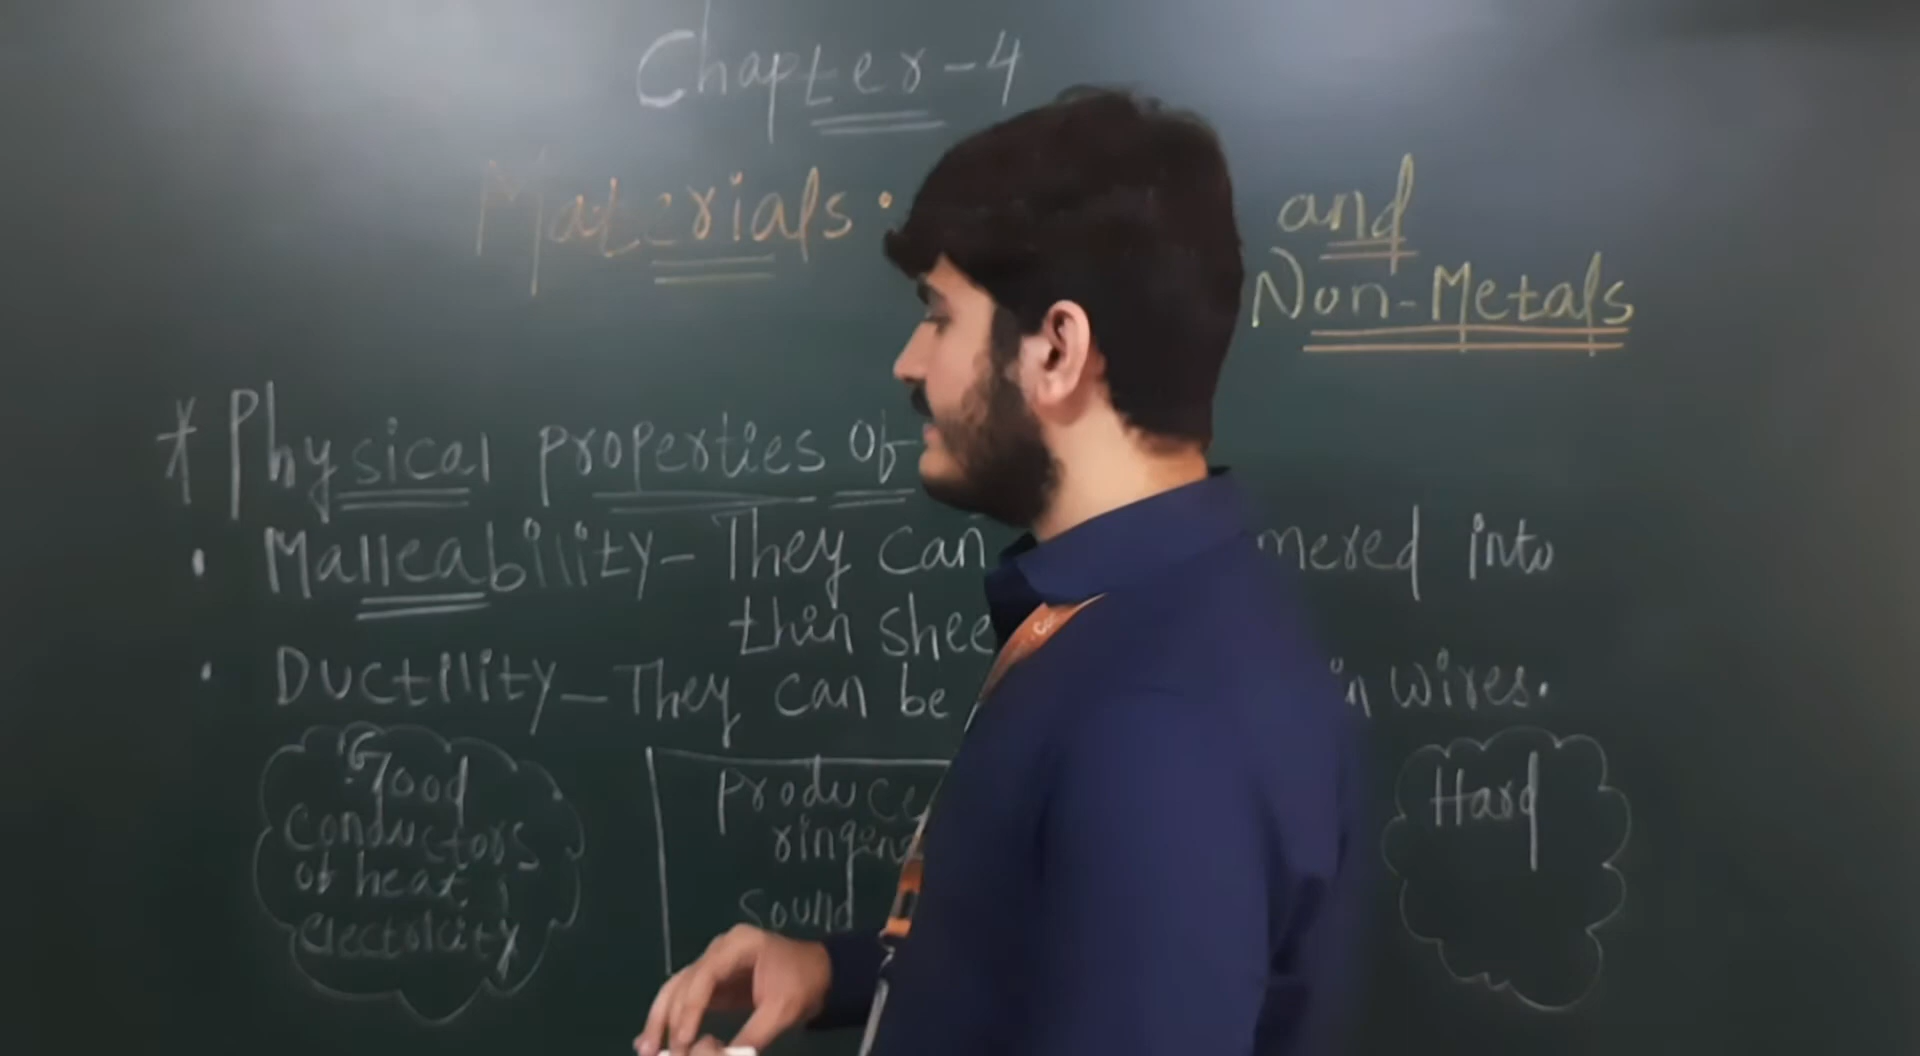 Chapter-4
Materials: and
Non-Metals
* Physical properties of
• Malleability- They can mered into
thin shee
• Ductility - They can be in wires.
Good
Conductors
of heat,
electricity
produce
ringing
sound
Hard